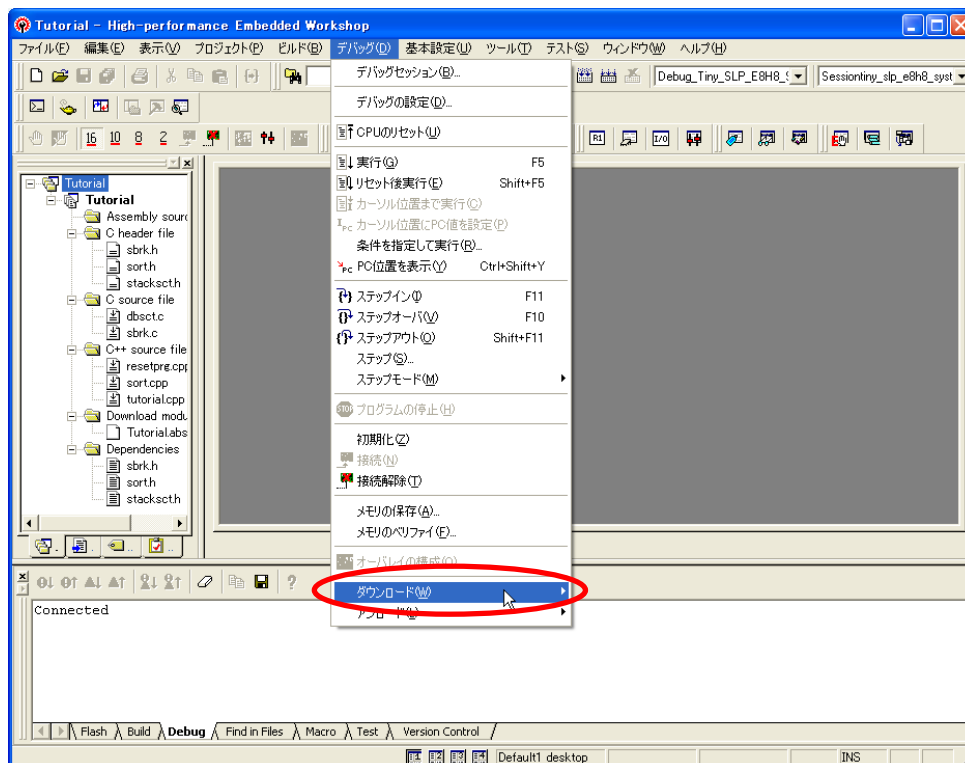 Tutorial - High-performance Embedded Workshop
ファイル(F) 編集(E) 表示(V) プロジェクト(P) ビルド(B) デバッグ(D) 基本設定(U) ツール(T) テスト(S) ウィンドウ(W) ヘルプ(H)
Debug_Tiny_SLP_E8H8_ Sessiontiny_slp_e8h8_syst
16 10 8 2
R1 I/O
デバッグセッション(B)...
デバッグの設定(D)...
CPUのリセット(U)
実行(G) F5
リセット後実行(E) Shift+F5
カーソル位置まで実行(C)
カーソル位置にPC値を設定(P)
条件を指定して実行(R)...
PC位置を表示(Y) Ctrl+Shift+Y
ステップイン(I) F11
ステップオーバ(V) F10
ステップアウト(O) Shift+F11
ステップ(S)...
ステップモード(M)
STOP プログラムの停止(H)
初期化(Z)
接続(N)
接続解除(T)
メモリの保存(A)...
メモリのベリファイ(F)...
オーバレイの構成(O)...
ダウンロード(W)
アップロード(L)
Tutorial
Tutorial
Assembly sour
C header file
sbrk.h
sort.h
stacksct.h
C source file
dbsct.c
sbrk.c
C++ source file
resetprg.cpp
sort.cpp
tutorial.cpp
Download modu
Tutorial.abs
Dependencies
sbrk.h
sort.h
stacksct.h
Connected
Flash Build Debug Find in Files Macro Test Version Control
Default1 desktop INS